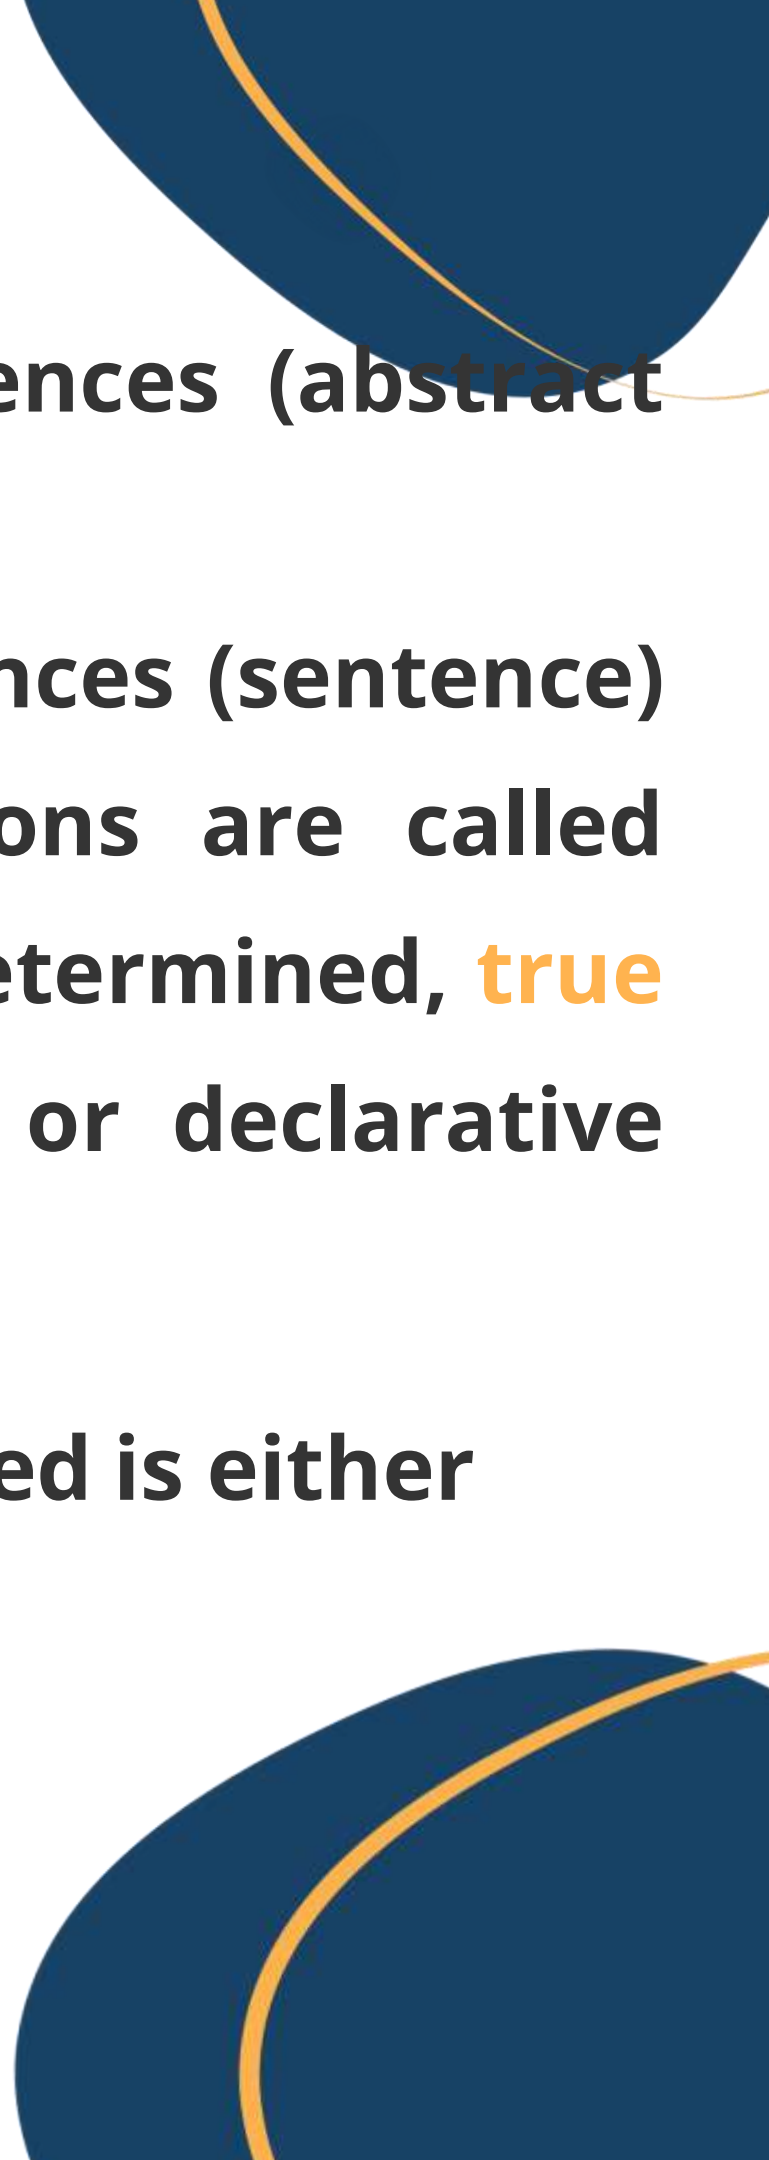 ences (abstract
nces (sentence)
ons are called
etermined, true
or declarative
ed is either